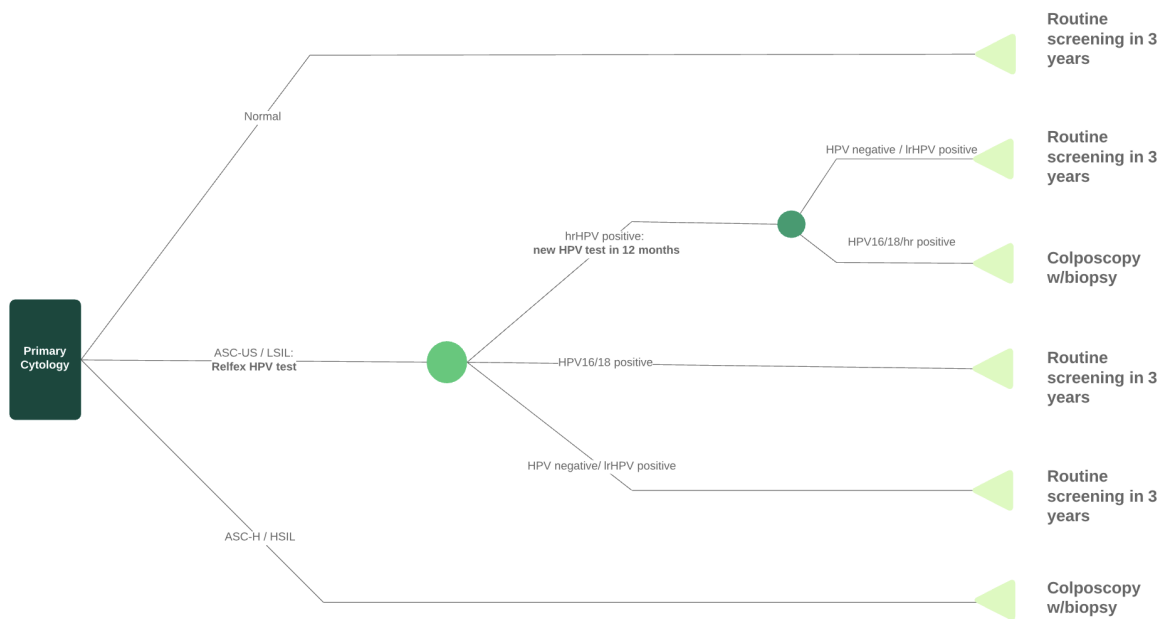 Routine
screening in 3
years
Normal
HPV negative / lrHPV positive
Routine
screening in 3
years
hrHPV positive:
new HPV test in 12 months
HPV16/18/hr positive
Colposcopy
w/biopsy
Primary
Cytology
ASC-US / LSIL:
Relfex HPV test
HPV16/18 positive
Routine
screening in 3
years
HPV negative/ lrHPV positive
Routine
screening in 3
years
ASC-H / HSIL
Colposcopy
w/biopsy